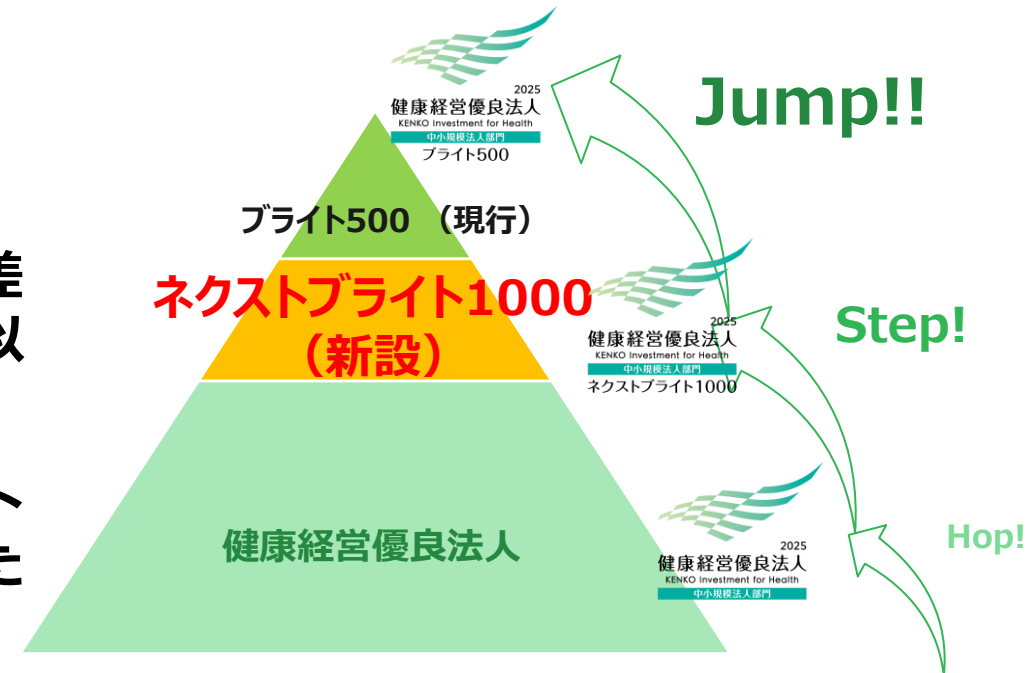 2025
健康経営優良法人
KENKO Investment for Health
中小規模法人部門
ブライト500
Jump!!
ブライト500 （現行）
差
以
ネクストブライト1000
（新設）
2025
健康経営優良法人
KENKO Investment for Health
中小規模法人部門
ネクストブライト1000
Step!
へ
た
健康経営優良法人
2025
健康経営優良法人
KENKO Investment for Health
中小規模法人部門
Hop!